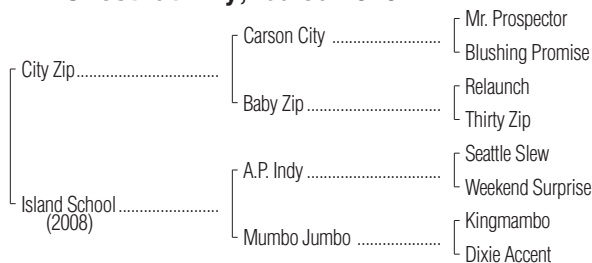 Mr. Prospector
Carson City
Blushing Promise
City Zip
Relaunch
Baby Zip
Thirty Zip
Seattle Slew
A.P. Indy
Weekend Surprise
Island School
(2008)
Kingmambo
Mumbo Jumbo
Dixie Accent